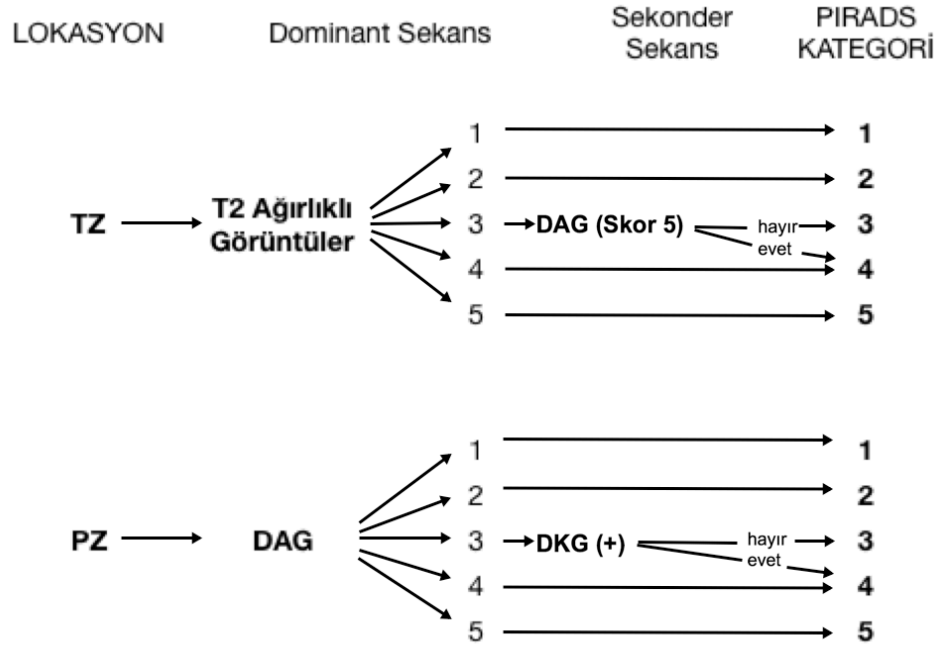 LOKASYON
Dominant Sekans
Sekonder
Sekans
PIRADS
KATEGORİ
TZ
T2 Ağırlıklı
Görüntüler
1
1
2
2
3
DAG (Skor 5)
hayır
evet
3
4
4
5
5
PZ
DAG
1
1
2
2
3
DKG (+)
hayır
evet
3
4
4
5
5